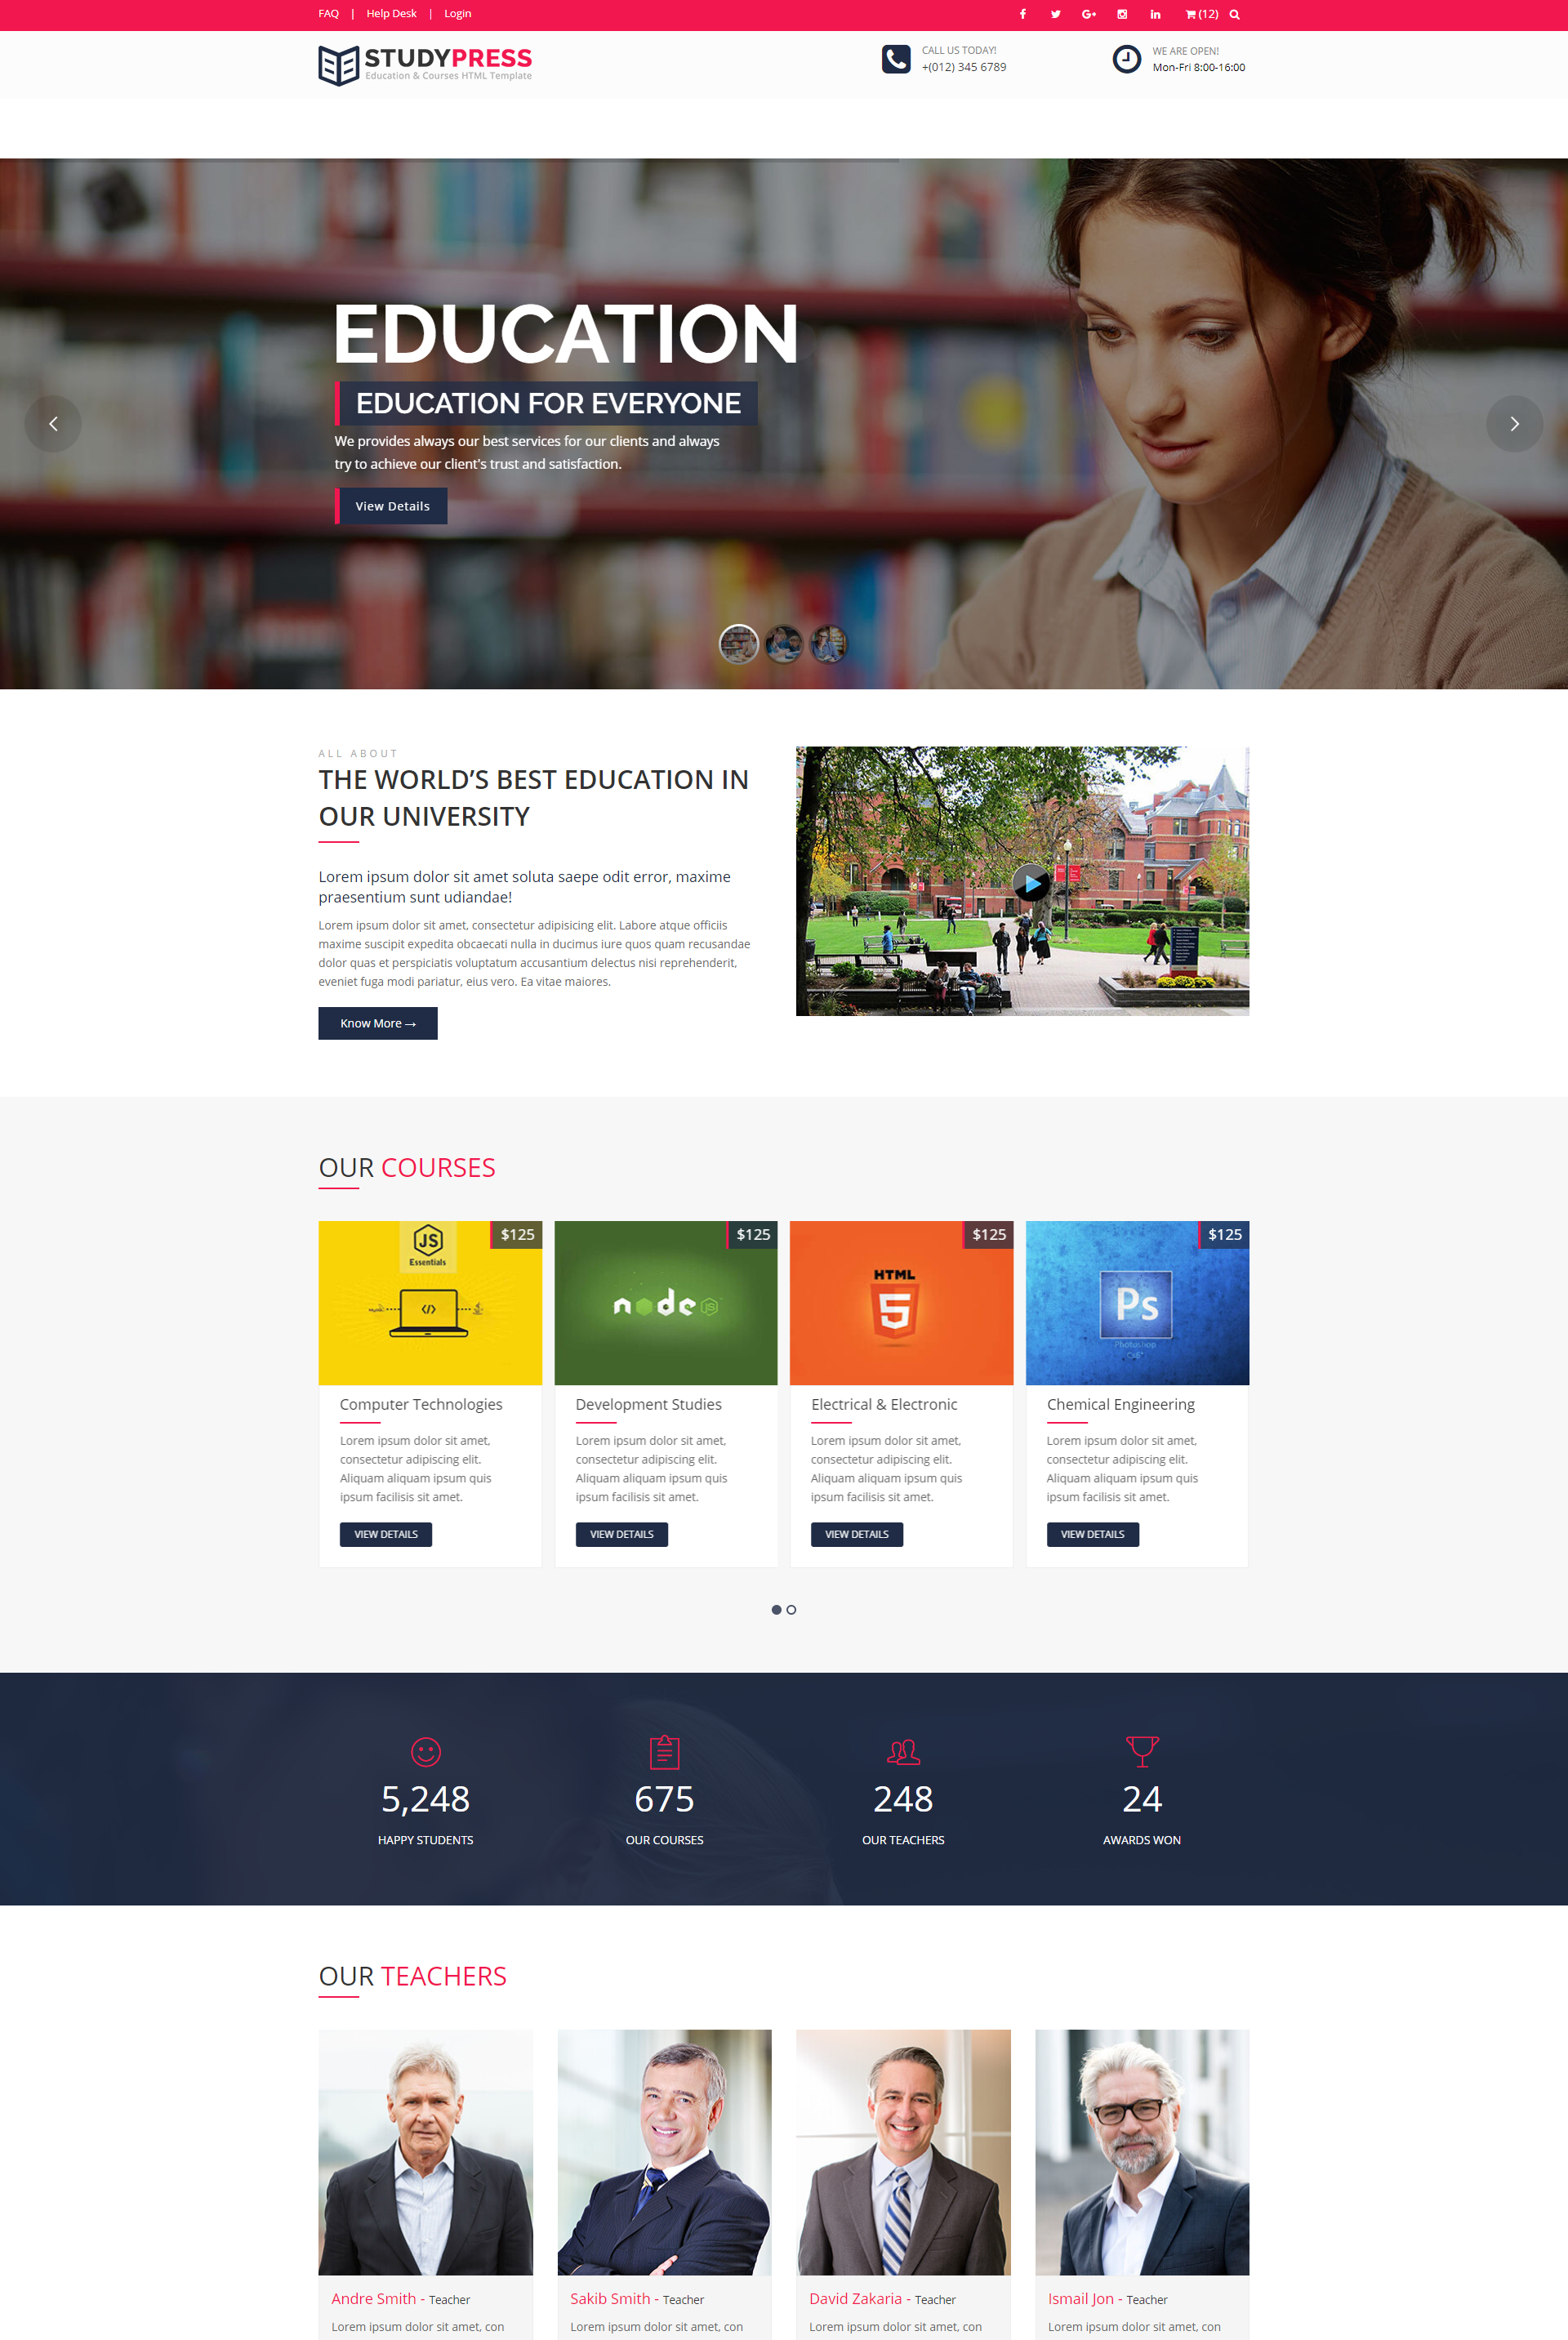 FAQ | Help Desk | Login
(12)
STUDYPRESS
Education & Courses HTML Template
CALL US TODAY!
+(012) 345 6789
WE ARE OPEN!
Mon-Fri 8:00-16:00
EDUCATION
EDUCATION FOR EVERYONE
We provides always our best services for our clients and always
try to achieve our client's trust and satisfaction.
View Details
ALL ABOUT
THE WORLD’S BEST EDUCATION IN
OUR UNIVERSITY
Lorem ipsum dolor sit amet soluta saepe odit error, maxime
praesentium sunt udiandae!
Lorem ipsum dolor sit amet, consectetur adipisicing elit. Labore atque officiis
maxime suscipit expedita obcaecati nulla in ducimus iure quos quam recusandae
dolor quas et perspiciatis voluptatum accusantium delectus nisi reprehenderit,
eveniet fuga modi pariatur, eius vero. Ea vitae maiores.
Know More →
OUR COURSES
JS
Essentials
</>
$125
Computer Technologies
Lorem ipsum dolor sit amet,
consectetur adipiscing elit.
Aliquam aliquam ipsum quis
ipsum facilisis sit amet.
VIEW DETAILS
$125
node JS
Development Studies
Lorem ipsum dolor sit amet,
consectetur adipiscing elit.
Aliquam aliquam ipsum quis
ipsum facilisis sit amet.
VIEW DETAILS
$125
HTML
5
Electrical & Electronic
Lorem ipsum dolor sit amet,
consectetur adipiscing elit.
Aliquam aliquam ipsum quis
ipsum facilisis sit amet.
VIEW DETAILS
$125
Ps
Photoshop
CS6
Chemical Engineering
Lorem ipsum dolor sit amet,
consectetur adipiscing elit.
Aliquam aliquam ipsum quis
ipsum facilisis sit amet.
VIEW DETAILS
5,248
HAPPY STUDENTS
675
OUR COURSES
248
OUR TEACHERS
24
AWARDS WON
OUR TEACHERS
Andre Smith - Teacher
Lorem ipsum dolor sit amet, con
Sakib Smith - Teacher
Lorem ipsum dolor sit amet, con
David Zakaria - Teacher
Lorem ipsum dolor sit amet, con
Ismail Jon - Teacher
Lorem ipsum dolor sit amet, con